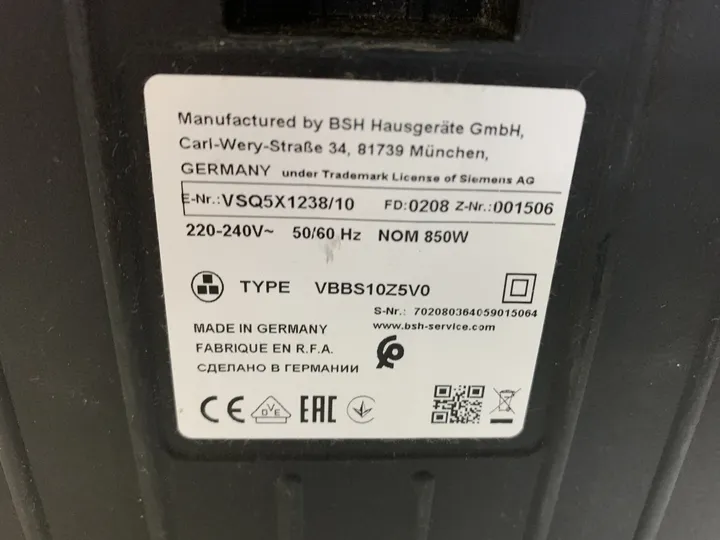 Manufactured by BSH Hausgeräte GmbH,
Carl-Wery-Straße 34, 81739 München,
GERMANY under Trademark License of Siemens AG
E-Nr.: VSQ5X1238/10 FD: 0208 Z-Nr.: 001506
220-240V~ 50/60 Hz NOM 850W
TYPE VBBS10Z5V0
S-Nr.: 702080364059015064
MADE IN GERMANY www.bsh-service.com
FABRIQUE EN R.F.A.
СДЕЛАНО В ГЕРМАНИИ
CE DVE EAC